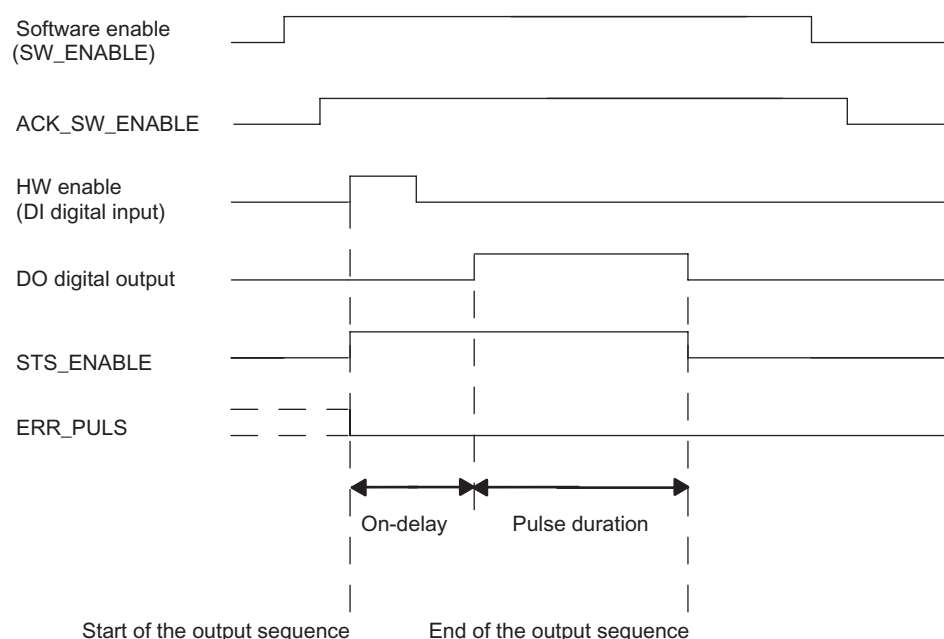 Software enable
(SW_ENABLE)
ACK_SW_ENABLE
HW enable
(DI digital input)
DO digital output
STS_ENABLE
ERR_PULS
On-delay
Pulse duration
Start of the output sequence
End of the output sequence